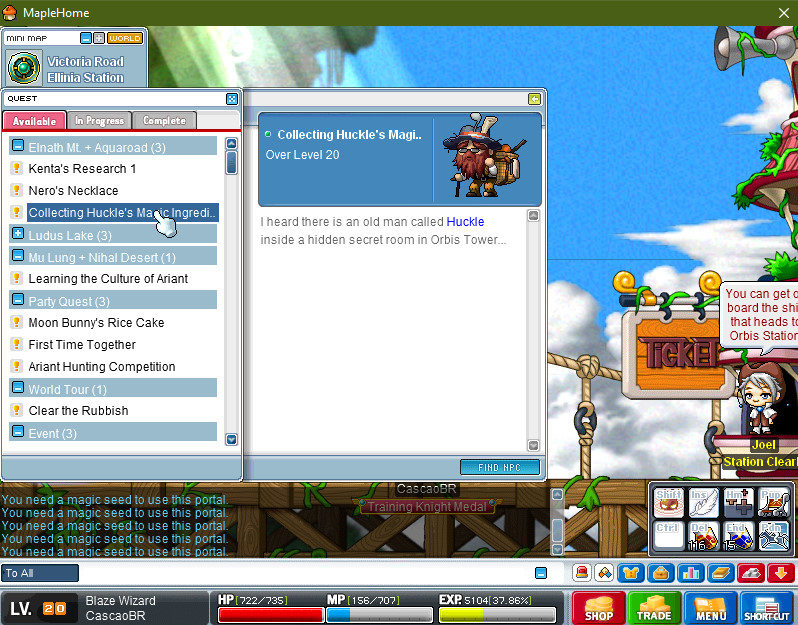 MapleHome
MINI MAP
WORLD
Victoria Road
Ellinia Station
QUEST
Available
In Progress
Complete
Elnath Mt. + Aquaroad (3)
Kenta's Research 1
Nero's Necklace
Collecting Huckle's Magic Ingredi..
Ludus Lake (3)
Mu Lung + Nihal Desert (1)
Learning the Culture of Ariant
Party Quest (3)
Moon Bunny's Rice Cake
First Time Together
Ariant Hunting Competition
World Tour (1)
Clear the Rubbish
Event (3)
Collecting Huckle's Magi..
Over Level 20
I heard there is an old man called Huckle
inside a hidden secret room in Orbis Tower...
FIND NPC
You can get o
board the shi
that heads to
Orbis Station
TICKET
Joel
Station Clear
CascaoBR
Training Knight Medal
You need a magic seed to use this portal.
You need a magic seed to use this portal.
You need a magic seed to use this portal.
You need a magic seed to use this portal.
You need a magic seed to use this portal.
Shift
Ins
Hm
Pup
Ctrl
Del
End
Pdn
116
15
To All
LV. 20
Blaze Wizard
CascaoBR
HP[722/735]
MP[156/707]
EXP. 5104[37.86%]
SHOP
TRADE
MENU
SHORT CUT